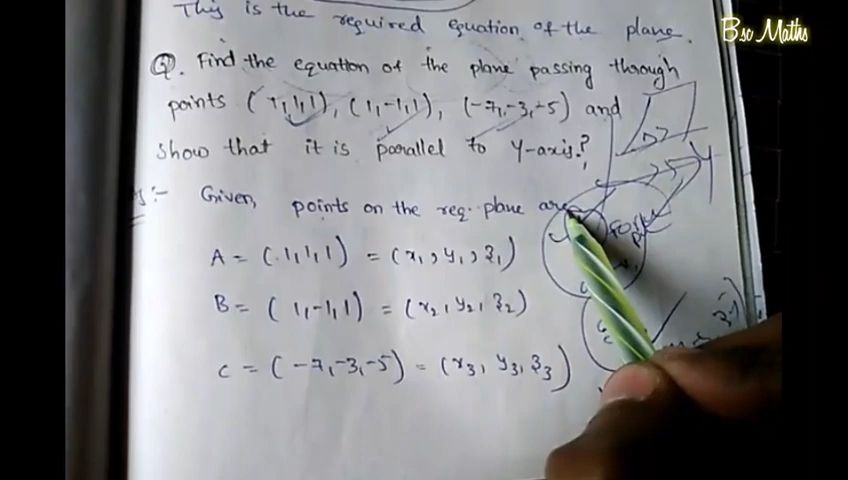 Bsc Maths
This is the required equation of the plane.
Q. Find the equation of the plane passing through
points (1,1,1), (1,-1,1), (-7,-3,-5) and
show that it is parallel to Y-axis.?
:- Given, points on the req. plane are
A = (1,1,1) = (x1, y1, z1)
B = (1,-1,1) = (x2, y2, z2)
C = (-7,-3,-5) = (x3, y3, z3)